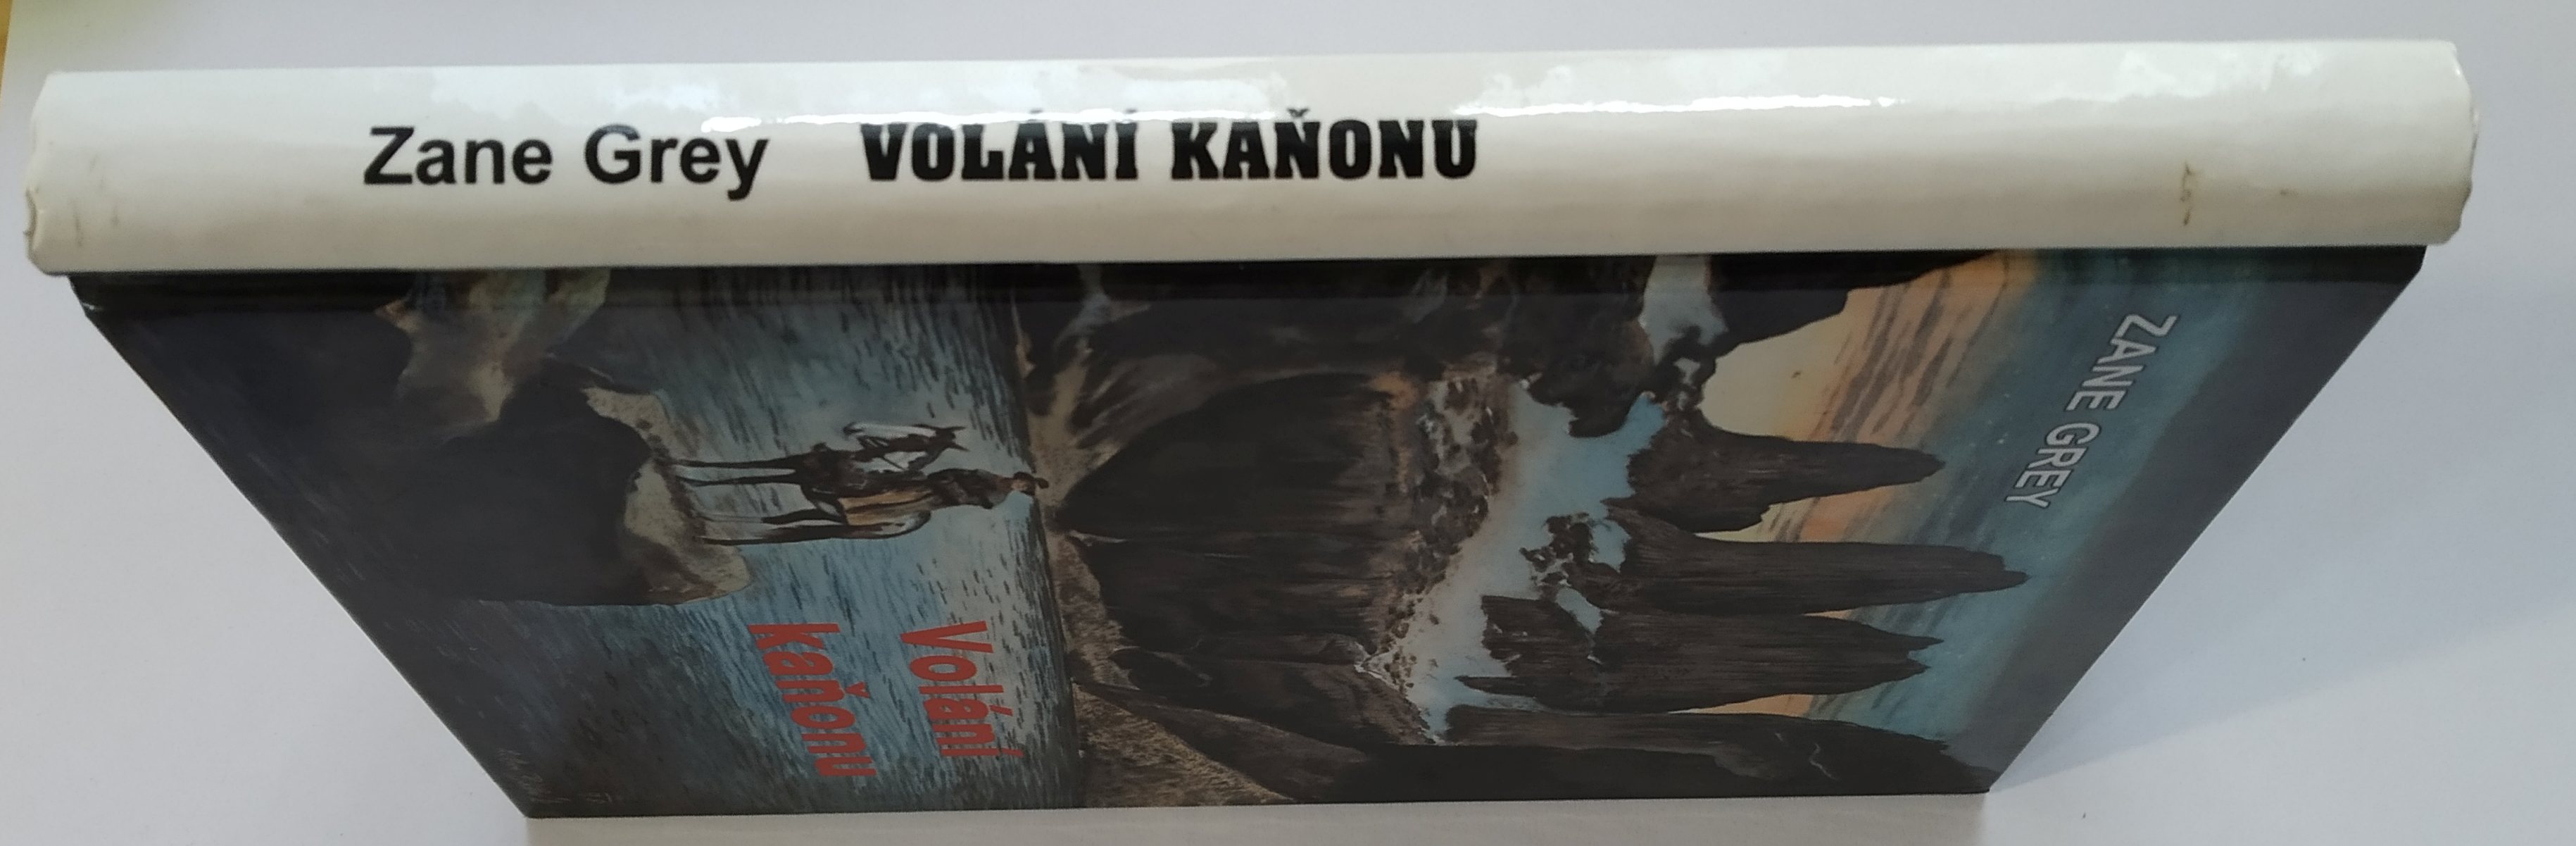 Zane Grey VOLÁNÍ KAŇONU
ZANE GREY
Volání
kaňonu